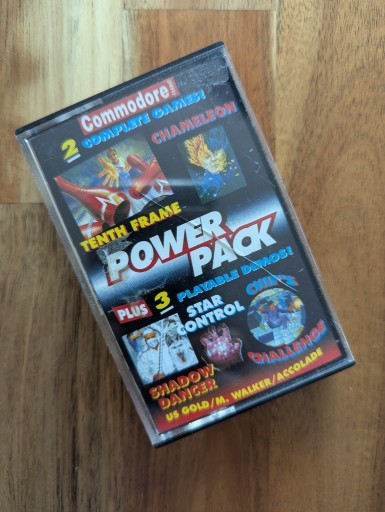 Commodore
2 COMPLETE GAMES!
CHAMELEON
TENTH FRAME
POWER
PACK
PLUS 3 PLAYABLE DEMOS!
STAR
CONTROL
CHIP'S
CHALLENGE
SHADOW
DANCER
US GOLD/M. WALKER/ACCOLADE